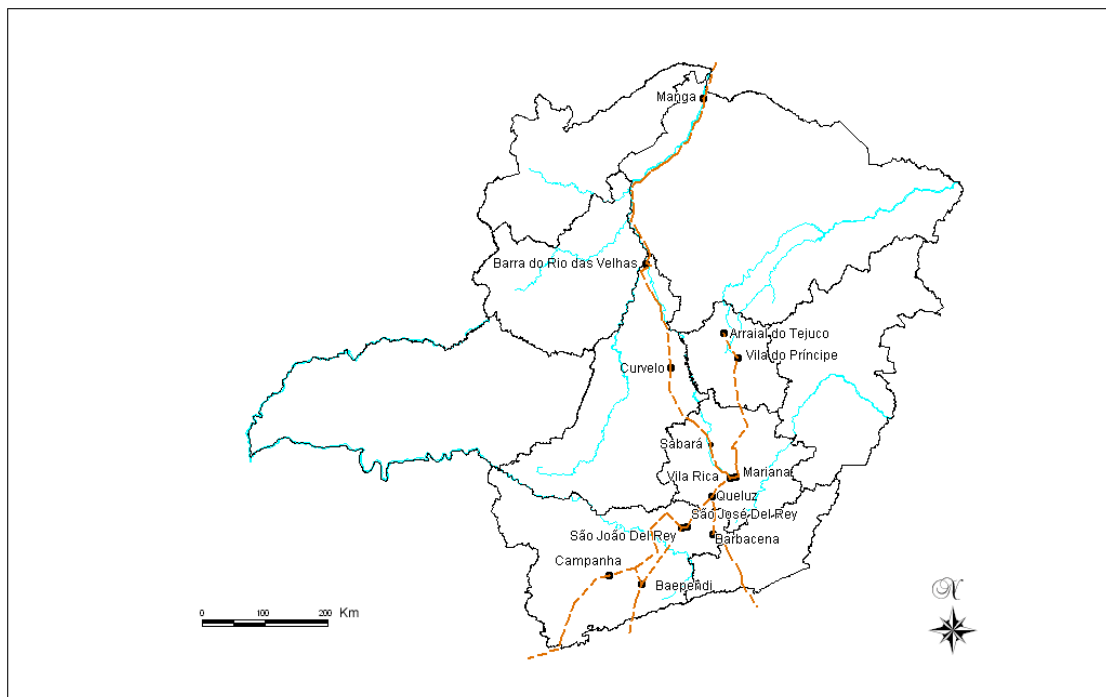 Manga
Barra do Rio das Velhas
Arraial do Tejuco
Vila do Príncipe
Curvelo
Sabará
Mariana
Vila Rica
Queluz
São José Del Rey
São João Del Rey
Barbacena
Campanha
Baependi
N
0 100 200 Km